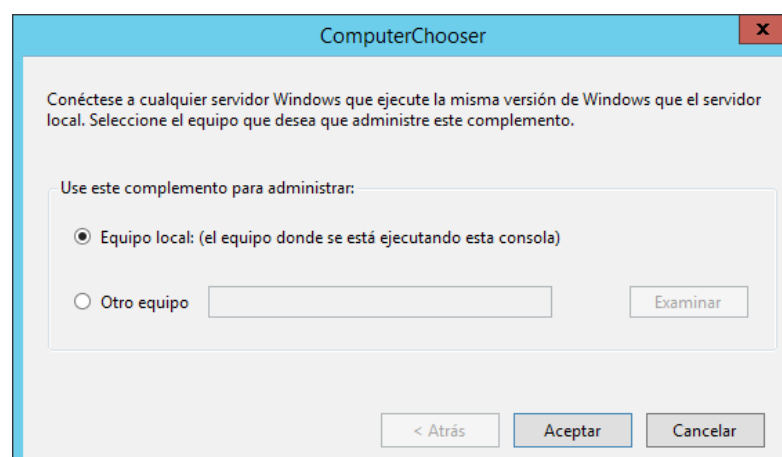 ComputerChooser
x
Conéctese a cualquier servidor Windows que ejecute la misma versión de Windows que el servidor
local. Seleccione el equipo que desea que administre este complemento.
Use este complemento para administrar:
Equipo local: (el equipo donde se está ejecutando esta consola)
Otro equipo
Examinar
< Atrás
Aceptar
Cancelar